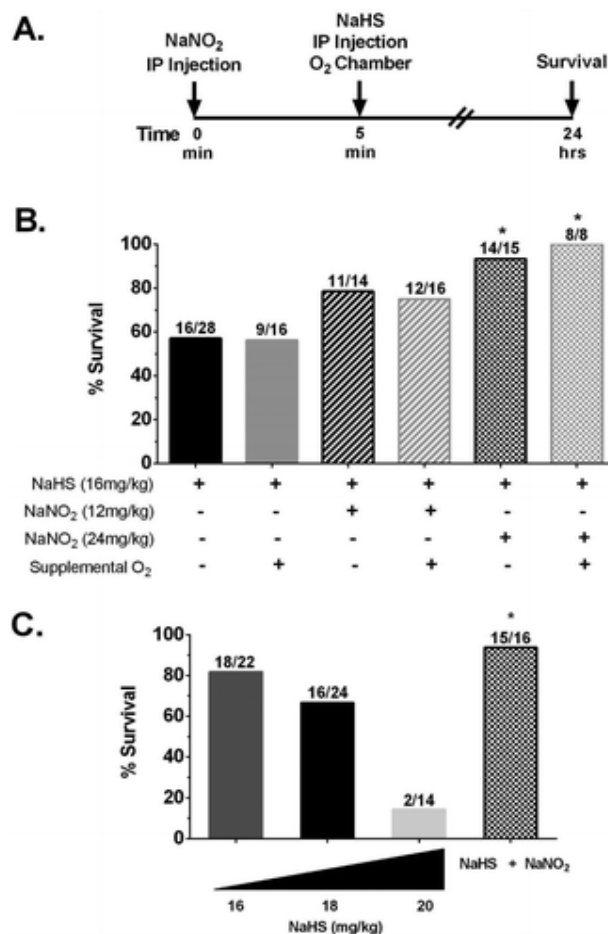 A.
NaNO2
IP Injection
NaHS
IP Injection
O2 Chamber
Survival
Time 0 5 24
min min hrs
B.
% Survival
100
80
60
40
20
0
16/28
9/16
11/14
12/16
*
14/15
*
8/8
NaHS (16mg/kg) + + + + + +
NaNO2 (12mg/kg) - - + + - -
NaNO2 (24mg/kg) - - - - + +
Supplemental O2 - + - + - +
C.
% Survival
100
80
60
40
20
0
18/22
16/24
2/14
*
15/16
NaHS + NaNO2
16 18 20
NaHS (mg/kg)